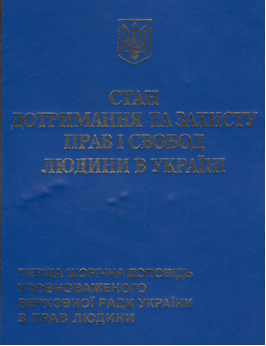 СТАН
ДОТРИМАННЯ ТА ЗАХИСТУ
ПРАВ І СВОБОД
ЛЮДИНИ В УКРАЇНІ
ПЕРША ЩОРІЧНА ДОПОВІДЬ
УПОВНОВАЖЕНОГО
ВЕРХОВНОЇ РАДИ УКРАЇНИ
З ПРАВ ЛЮДИНИ